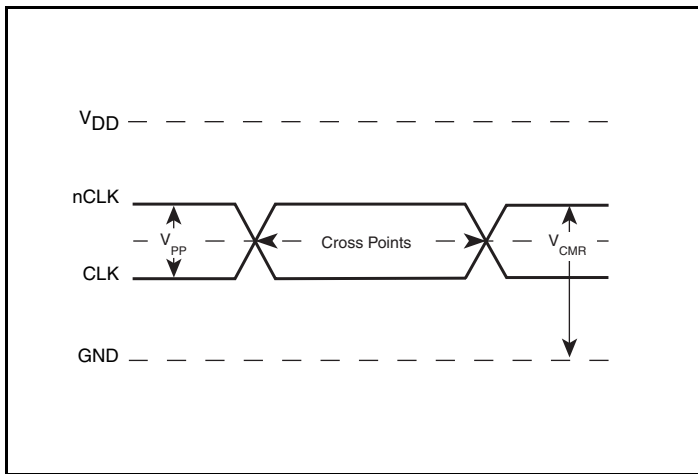 VDD
nCLK
VPP
Cross Points
VCMR
CLK
GND